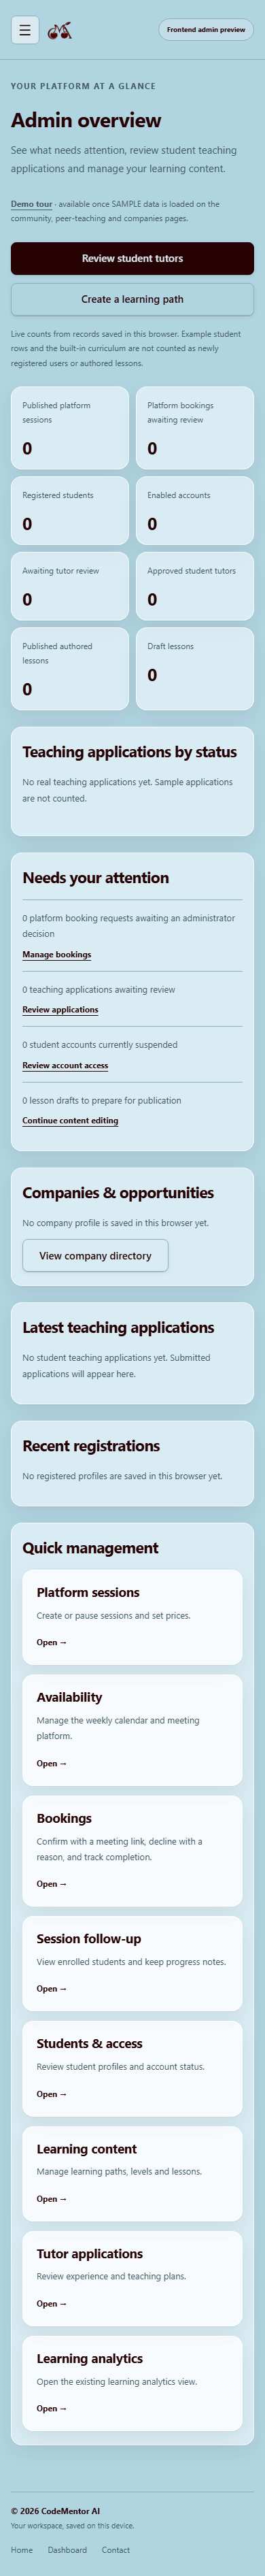 Frontend admin preview
YOUR PLATFORM AT A GLANCE
Admin overview
See what needs attention, review student teaching
applications and manage your learning content.
Demo tour · available once SAMPLE data is loaded on the
community, peer-teaching and companies pages.
Review student tutors
Create a learning path
Live counts from records saved in this browser. Example student
rows and the built-in curriculum are not counted as newly
registered users or authored lessons.
Published platform
sessions
0
Platform bookings
awaiting review
0
Registered students
0
Enabled accounts
0
Awaiting tutor review
0
Approved student tutors
0
Published authored
lessons
0
Draft lessons
0
Teaching applications by status
No real teaching applications yet. Sample applications
are not counted.
Needs your attention
0 platform booking requests awaiting an administrator
decision
Manage bookings
0 teaching applications awaiting review
Review applications
0 student accounts currently suspended
Review account access
0 lesson drafts to prepare for publication
Continue content editing
Companies & opportunities
No company profile is saved in this browser yet.
View company directory
Latest teaching applications
No student teaching applications yet. Submitted
applications will appear here.
Recent registrations
No registered profiles are saved in this browser yet.
Quick management
Platform sessions
Create or pause sessions and set prices.
Open →
Availability
Manage the weekly calendar and meeting
platform.
Open →
Bookings
Confirm with a meeting link, decline with a
reason, and track completion.
Open →
Session follow-up
View enrolled students and keep progress notes.
Open →
Students & access
Review student profiles and account status.
Open →
Learning content
Manage learning paths, levels and lessons.
Open →
Tutor applications
Review experience and teaching plans.
Open →
Learning analytics
Open the existing learning analytics view.
Open →
© 2026 CodeMentor AI
Your workspace, saved on this device.
Home Dashboard Contact